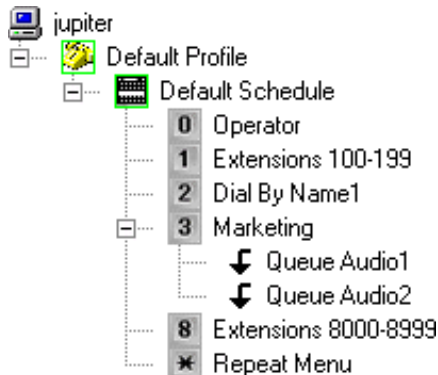 jupiter
Default Profile
Default Schedule
0 Operator
1 Extensions 100-199
2 Dial By Name1
3 Marketing
Queue Audio1
Queue Audio2
8 Extensions 8000-8999
* Repeat Menu